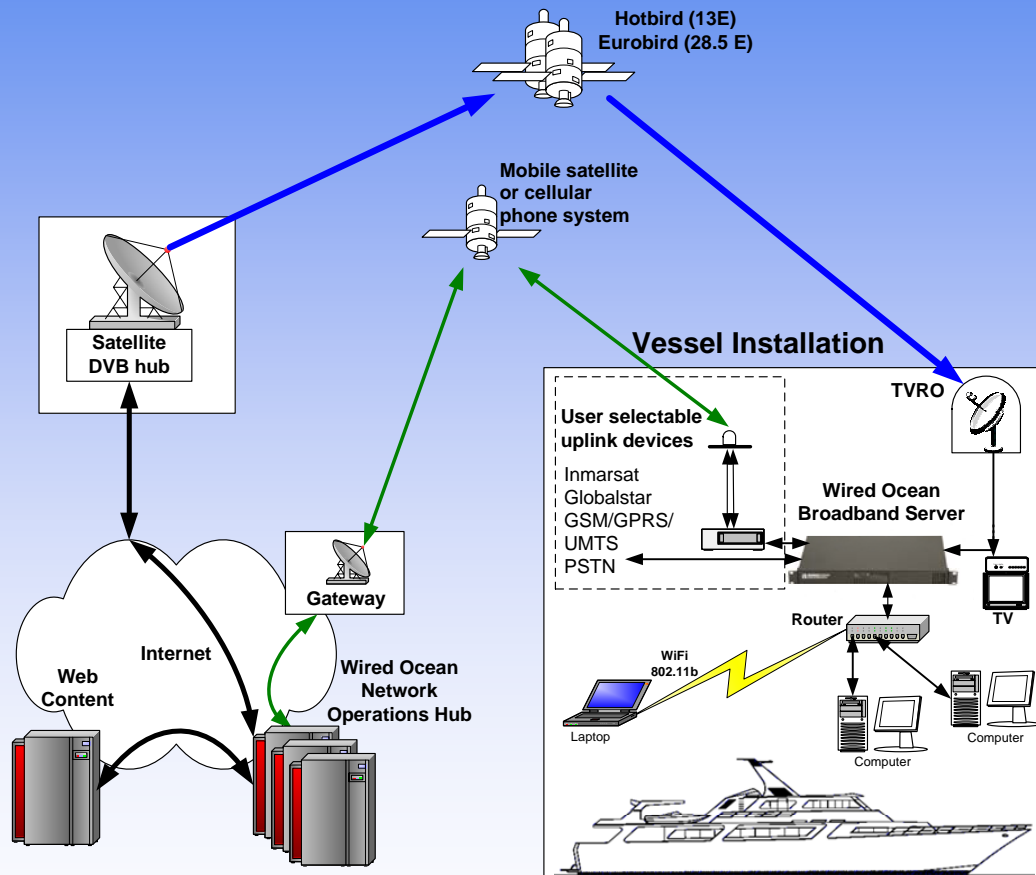 Hotbird (13E)
Eurobird (28.5 E)
Mobile satellite
or cellular
phone system
Satellite
DVB hub
Vessel Installation
TVRO
User selectable
uplink devices
Inmarsat
Globalstar
GSM/GPRS/
UMTS
PSTN
Wired Ocean
Broadband Server
Gateway
TV
Router
Internet
WiFi
802.11b
Web
Content
Wired Ocean
Network
Operations Hub
Laptop
Computer
Computer